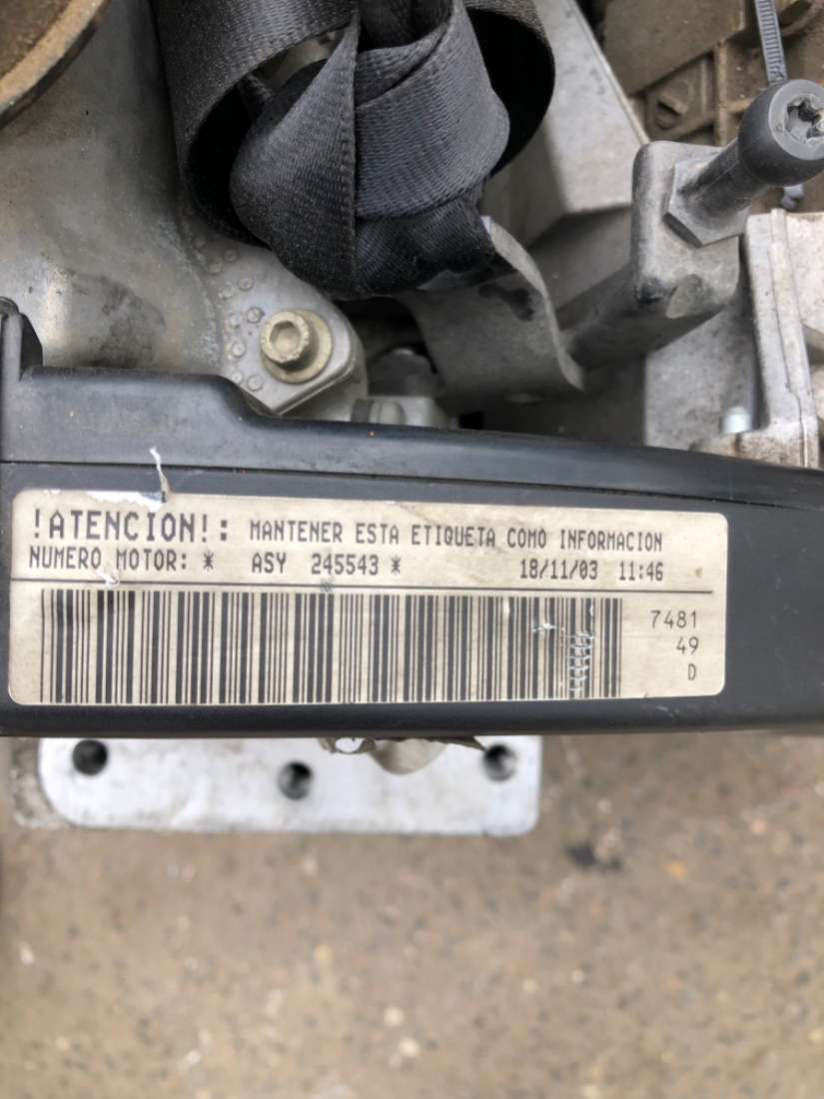 !ATENCION!: MANTENER ESTA ETIQUETA COMO INFORMACION
NUMERO MOTOR: * ASY 245543 * 18/11/03 11:46
7481
49
D